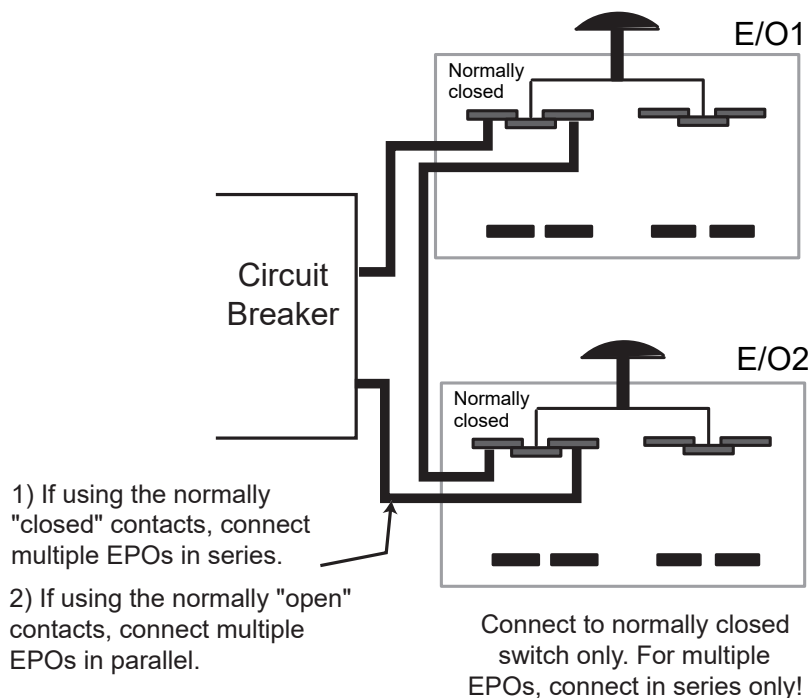 E/O1
Normally
closed
Circuit
Breaker
E/O2
Normally
closed
1) If using the normally
"closed" contacts, connect
multiple EPOs in series.
2) If using the normally "open"
contacts, connect multiple
EPOs in parallel.
Connect to normally closed
switch only. For multiple
EPOs, connect in series only!